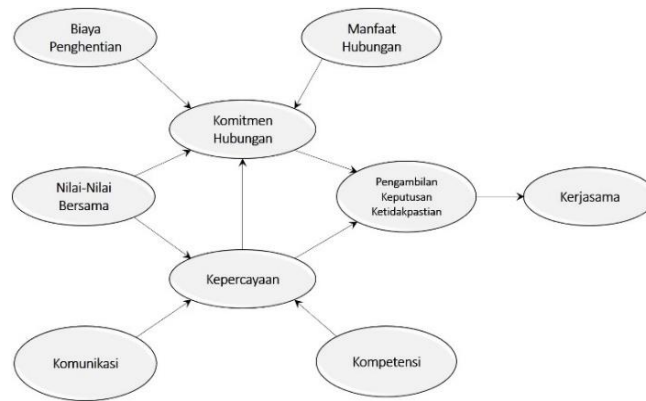 Biaya
Penghentian
Manfaat
Hubungan
Komitmen
Hubungan
Nilai-Nilai
Bersama
Pengambilan
Keputusan
Ketidakpastian
Kerjasama
Kepercayaan
Komunikasi
Kompetensi